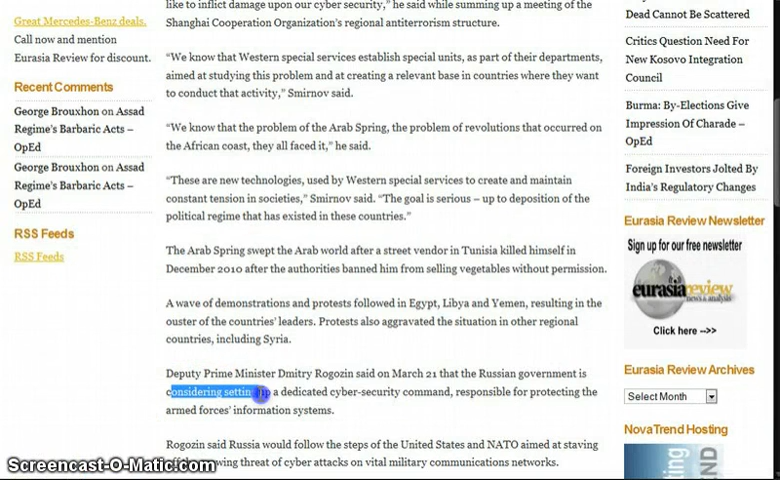 Great Mercedes-Benz deals.
Call now and mention
Eurasia Review for discount.
Recent Comments
George Brouxhon on Assad
Regime's Barbaric Acts –
OpEd
George Brouxhon on Assad
Regime's Barbaric Acts –
OpEd
RSS Feeds
RSS Feeds
like to inflict damage upon our cyber security,” he said while summing up a meeting of the
Shanghai Cooperation Organization's regional antiterrorism structure.
“We know that Western special services establish special units, as part of their departments,
aimed at studying this problem and at creating a relevant base in countries where they want
to conduct that activity,” Smirnov said.
“We know that the problem of the Arab Spring, the problem of revolutions that occurred on
the African coast, they all faced it,” he said.
“These are new technologies, used by Western special services to create and maintain
constant tension in societies,” Smirnov said. “The goal is serious – up to deposition of the
political regime that has existed in these countries.”
The Arab Spring swept the Arab world after a street vendor in Tunisia killed himself in
December 2010 after the authorities banned him from selling vegetables without permission.
A wave of demonstrations and protests followed in Egypt, Libya and Yemen, resulting in the
ouster of the countries' leaders. Protests also aggravated the situation in other regional
countries, including Syria.
Deputy Prime Minister Dmitry Rogozin said on March 21 that the Russian government is
considering setting up a dedicated cyber-security command, responsible for protecting the
armed forces' information systems.
Rogozin said Russia would follow the steps of the United States and NATO aimed at staving
threat of cyber attacks on vital military communications networks.
Dead Cannot Be Scattered
Critics Question Need For
New Kosovo Integration
Council
Burma: By-Elections Give
Impression Of Charade –
OpEd
Foreign Investors Jolted By
India's Regulatory Changes
Eurasia Review Newsletter
Sign up for our free newsletter
eurasiareview
news & analysis
Click here -->>
Eurasia Review Archives
Select Month
NovaTrend Hosting
Screencast-O-Matic.com